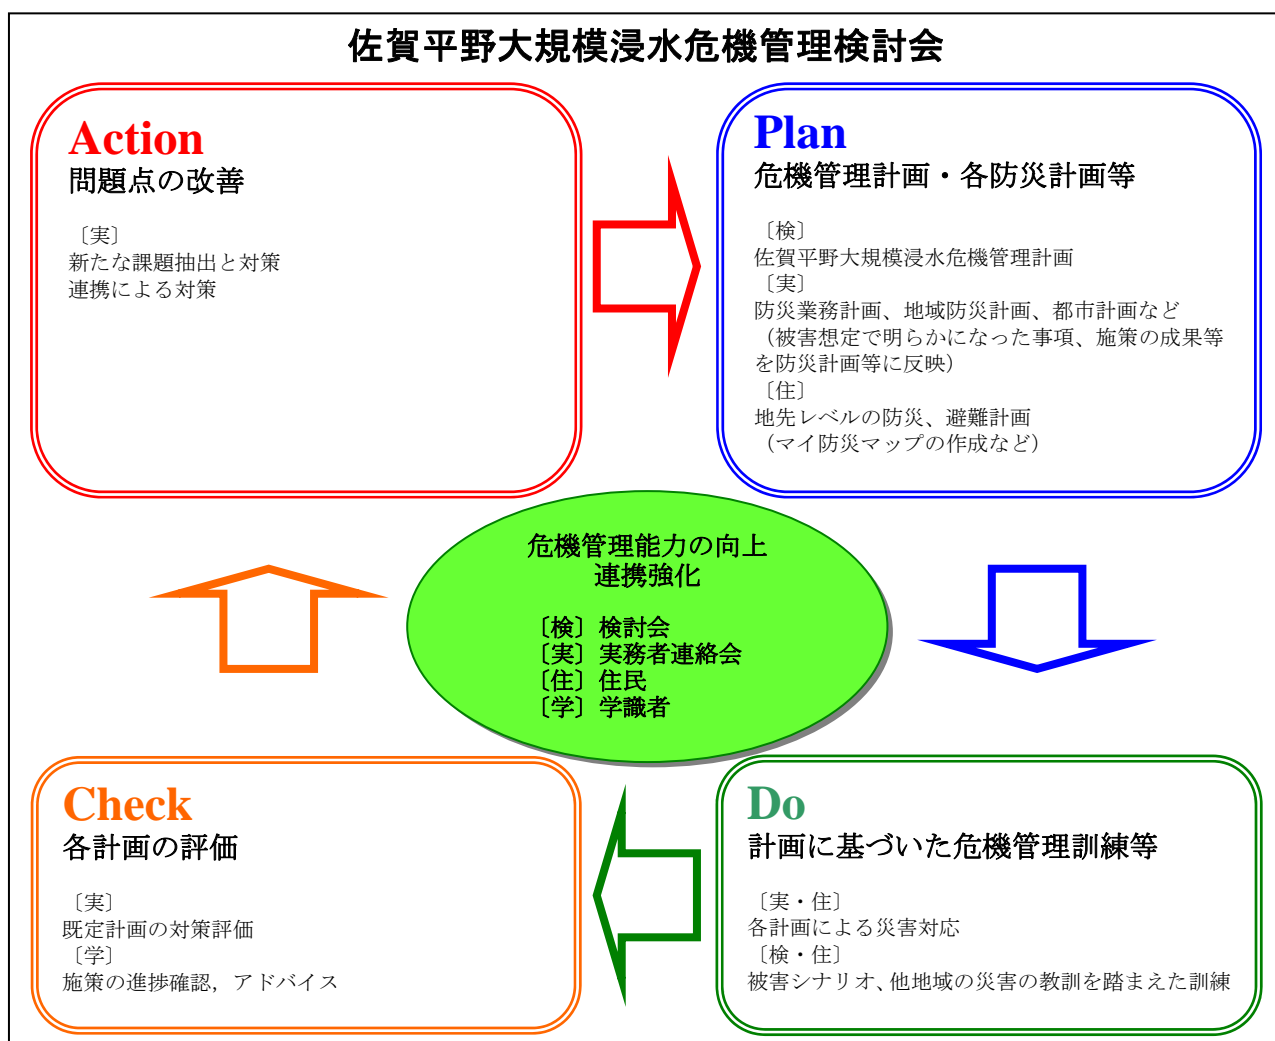 佐賀平野大規模浸水危機管理検討会
Action
問題点の改善
〔実〕
新たな課題抽出と対策
連携による対策
Plan
危機管理計画・各防災計画等
〔検〕
佐賀平野大規模浸水危機管理計画
〔実〕
防災業務計画、地域防災計画、都市計画など
（被害想定で明らかになった事項、施策の成果等
を防災計画等に反映）
〔住〕
地先レベルの防災、避難計画
（マイ防災マップの作成など）
危機管理能力の向上
連携強化
〔検〕検討会
〔実〕実務者連絡会
〔住〕住民
〔学〕学識者
Check
各計画の評価
〔実〕
既定計画の対策評価
〔学〕
施策の進捗確認，アドバイス
Do
計画に基づいた危機管理訓練等
〔実・住〕
各計画による災害対応
〔検・住〕
被害シナリオ、他地域の災害の教訓を踏まえた訓練